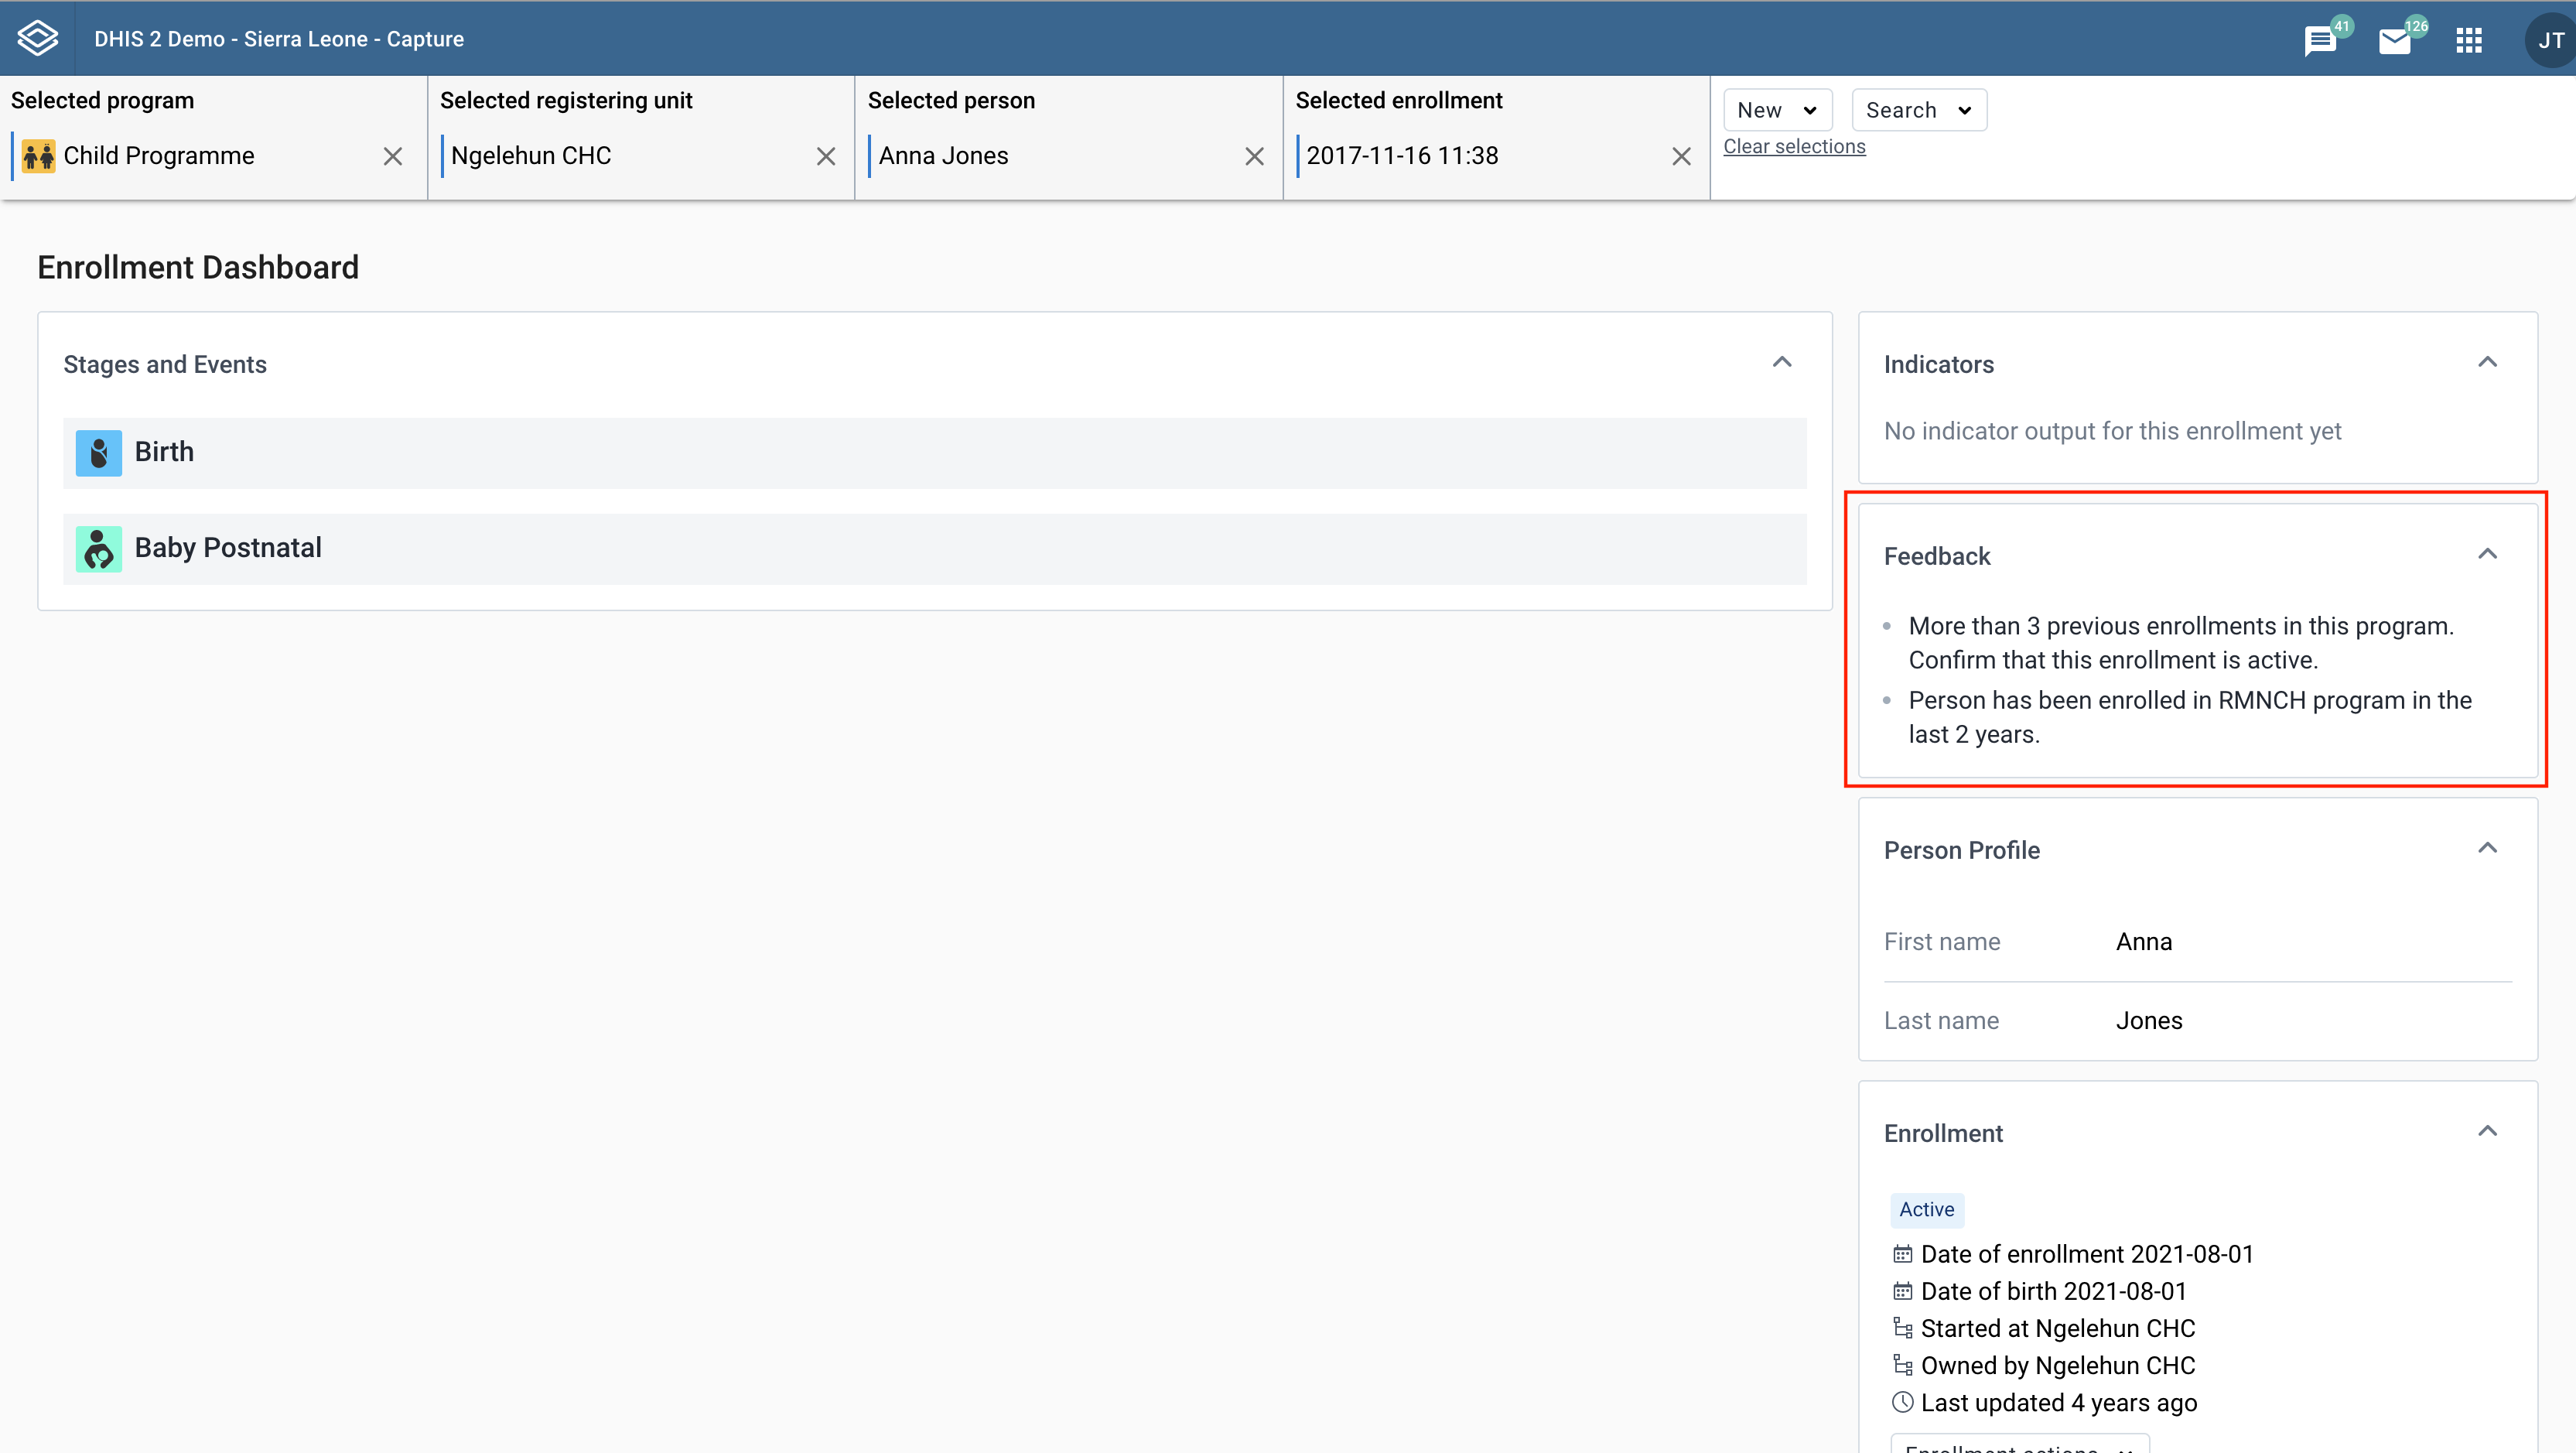 DHIS 2 Demo - Sierra Leone - Capture
41
126
JT
Selected program
Child Programme
Selected registering unit
Ngelehun CHC
Selected person
Anna Jones
Selected enrollment
2017-11-16 11:38
New
Search
Clear selections
Enrollment Dashboard
Stages and Events
Birth
Baby Postnatal
Indicators
No indicator output for this enrollment yet
Feedback
More than 3 previous enrollments in this program.
Confirm that this enrollment is active.
Person has been enrolled in RMNCH program in the
last 2 years.
Person Profile
First name Anna
Last name Jones
Enrollment
Active
Date of enrollment 2021-08-01
Date of birth 2021-08-01
Started at Ngelehun CHC
Owned by Ngelehun CHC
Last updated 4 years ago
Enrollment actions